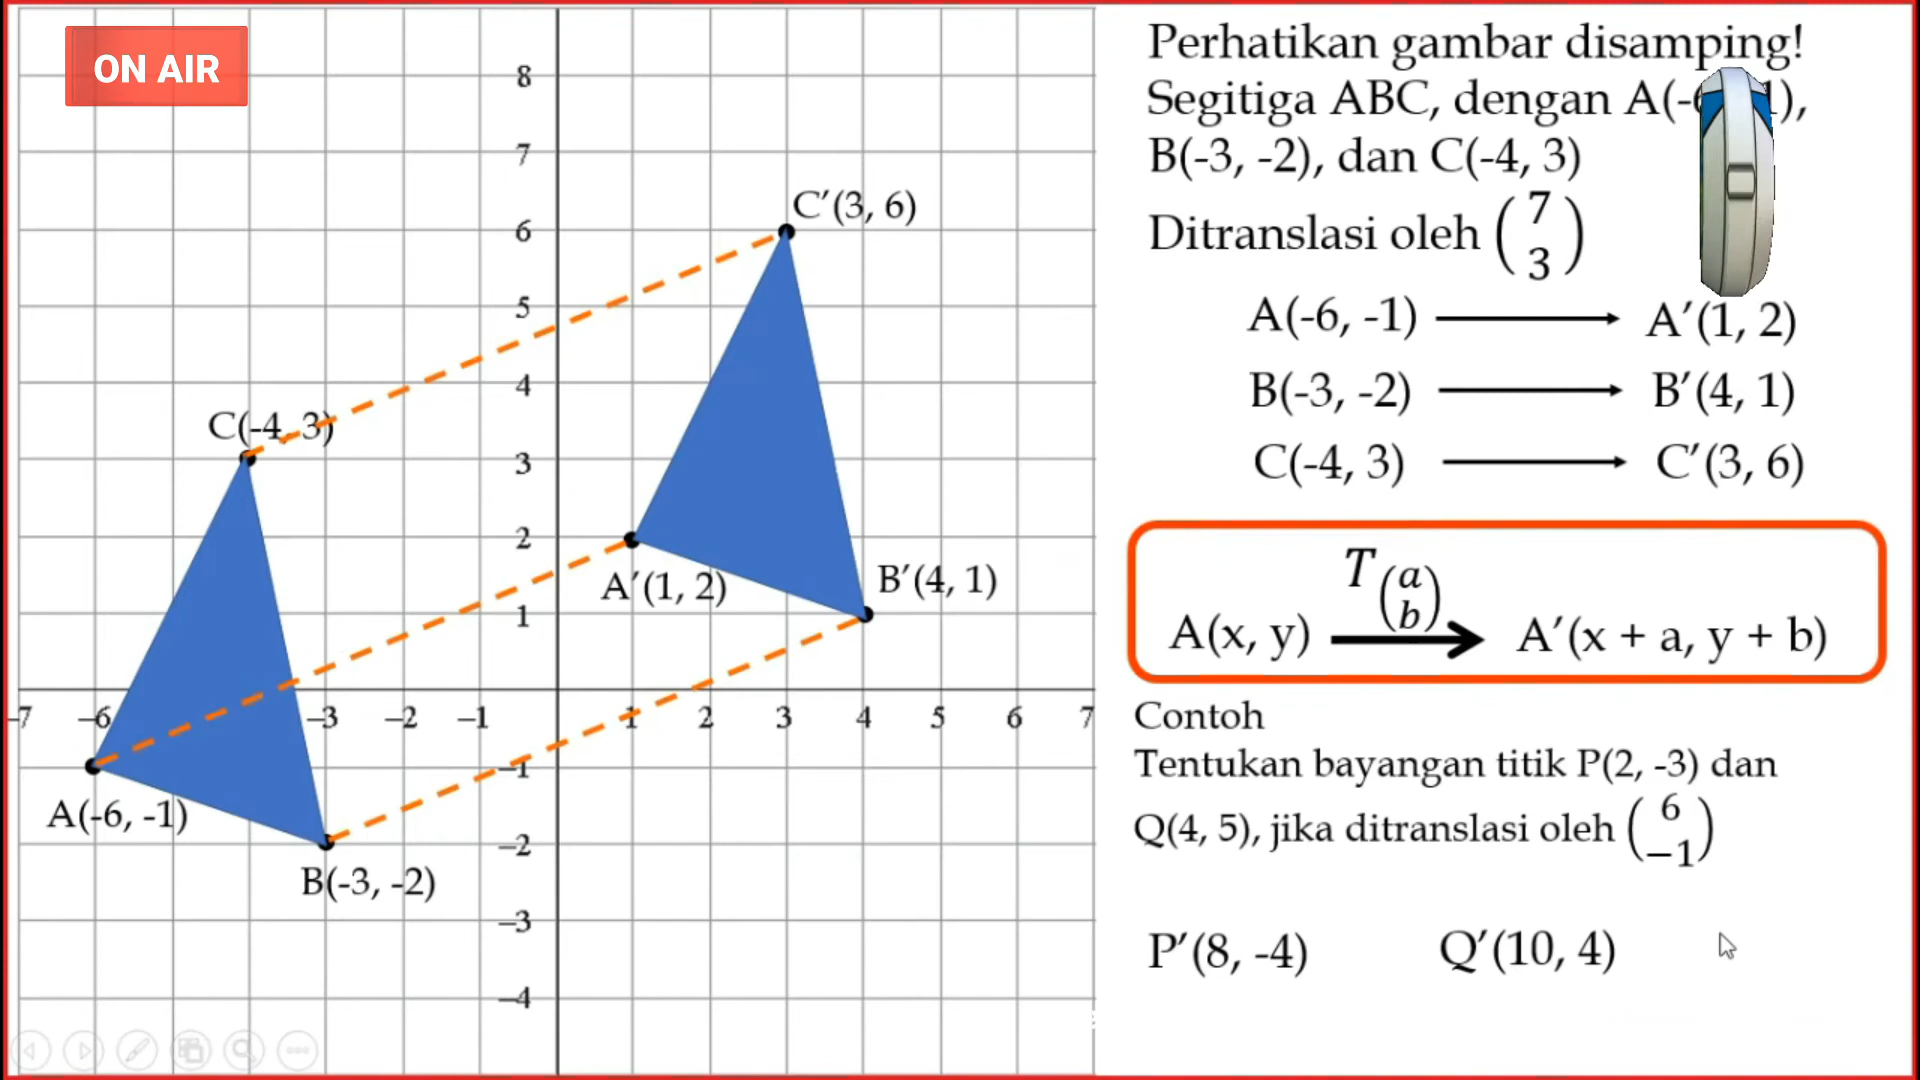 ON AIR
8
7
6
5
4
3
2
1
-7 -6 -3 -2 -1 1 2 3 4 5 6 7
-1
-2
-3
-4
C′(3, 6)
C(-4, 3)
A′(1, 2)
B′(4, 1)
A(-6, -1)
B(-3, -2)
Perhatikan gambar disamping!
Segitiga ABC, dengan
B(-3, -2), dan C(-4, 3)
Ditranslasi oleh (7
3)
A(-6, -1) → A′(1, 2)
B(-3, -2) → B′(4, 1)
C(-4, 3) → C′(3, 6)
T(a
b)
A(x, y) → A′(x + a, y + b)
Contoh
Tentukan bayangan titik P(2, -3) dan
Q(4, 5), jika ditranslasi oleh (6
−1)
P′(8, -4) Q′(10, 4)